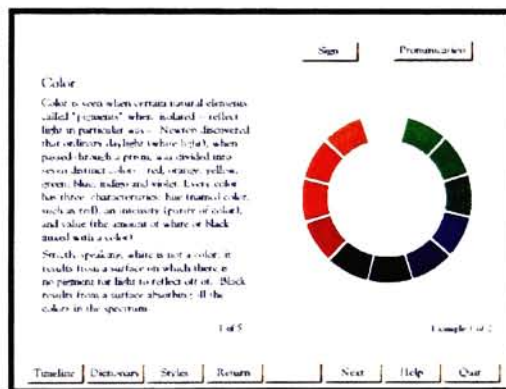 Sign Pronunciation
Color
Color is seen when certain natural elements
called "pigments" when isolated – reflect
light in particular ways. Newton discovered
that ordinary daylight (white light), when
passed through a prism, was divided into
seven distinct colors red, orange, yellow,
green, blue, indigo and violet. Every color
has three characteristics: hue (named color,
such as red), an intensity (purity of color),
and value (the amount of white or black
mixed with a color).
Strictly speaking, white is not a color; it
results from a surface on which there is
no pigment for light to reflect off of. Black
results from a surface absorbing all the
colors in the spectrum.
1 of 5
Example 1 of 2
Timeline Dictionary Styles Return Next Help Quit